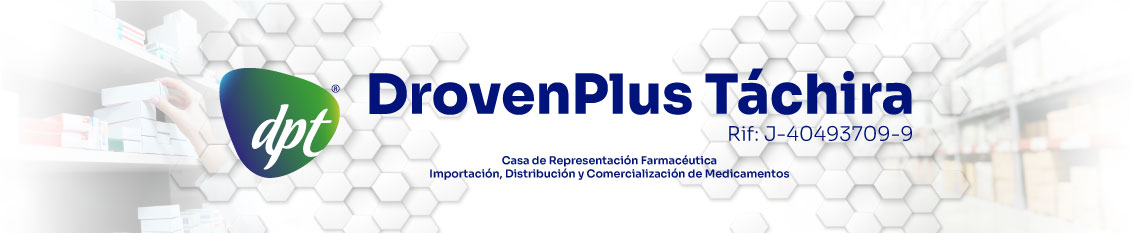 dpt
®
DrovenPlus Táchira
Rif: J-40493709-9
Casa de Representación Farmacéutica
Importación, Distribución y Comercialización de Medicamentos